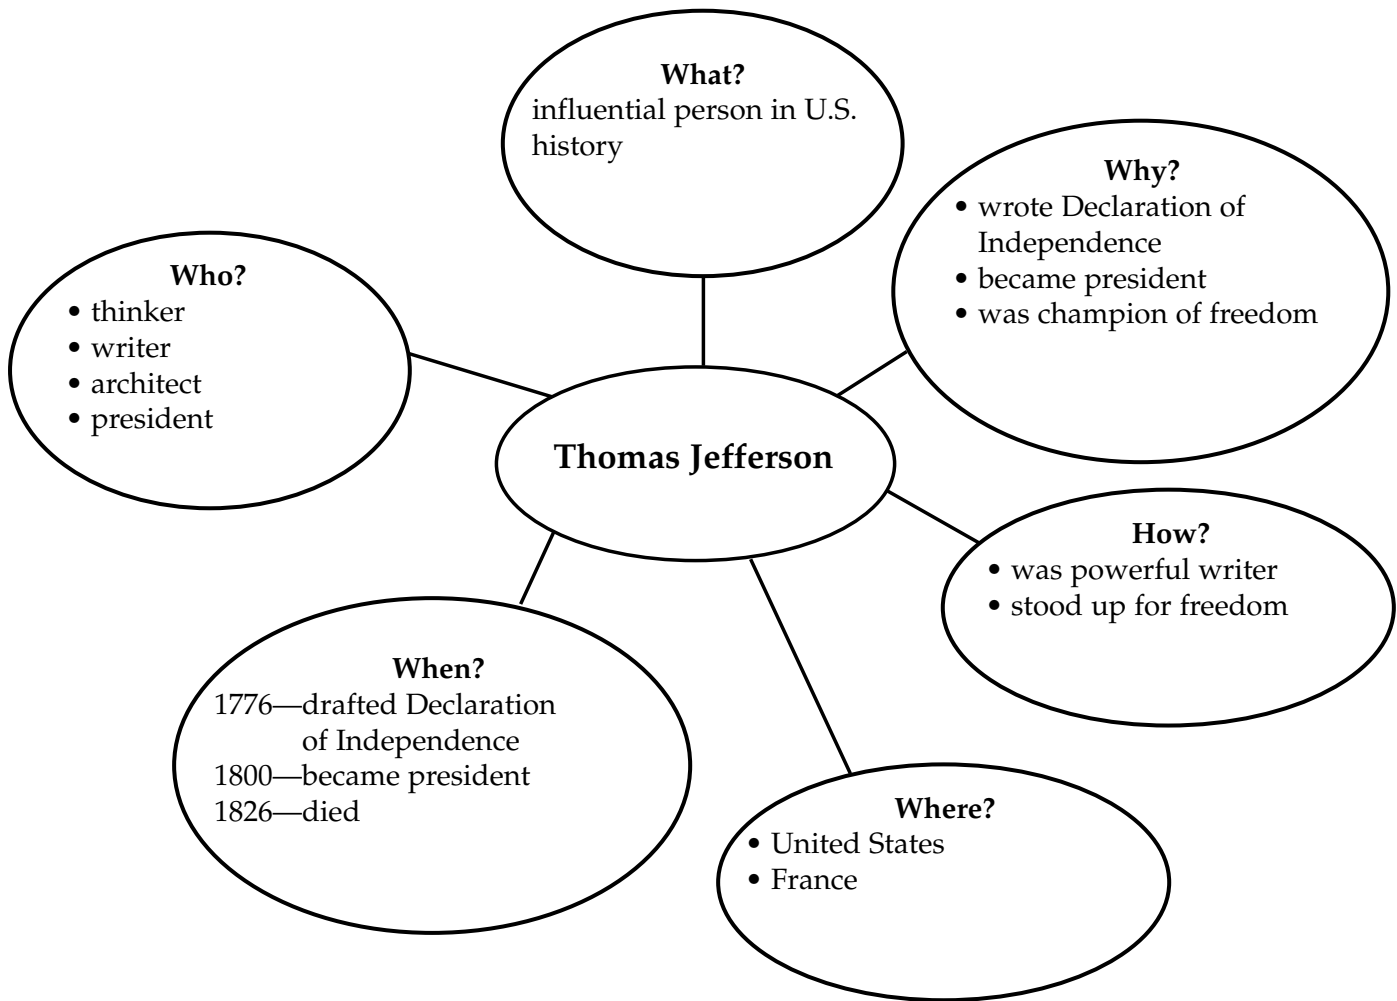 What?
influential person in U.S.
history
Why?
• wrote Declaration of
Independence
• became president
• was champion of freedom
Who?
• thinker
• writer
• architect
• president
Thomas Jefferson
How?
• was powerful writer
• stood up for freedom
When?
1776—drafted Declaration
of Independence
1800—became president
1826—died
Where?
• United States
• France